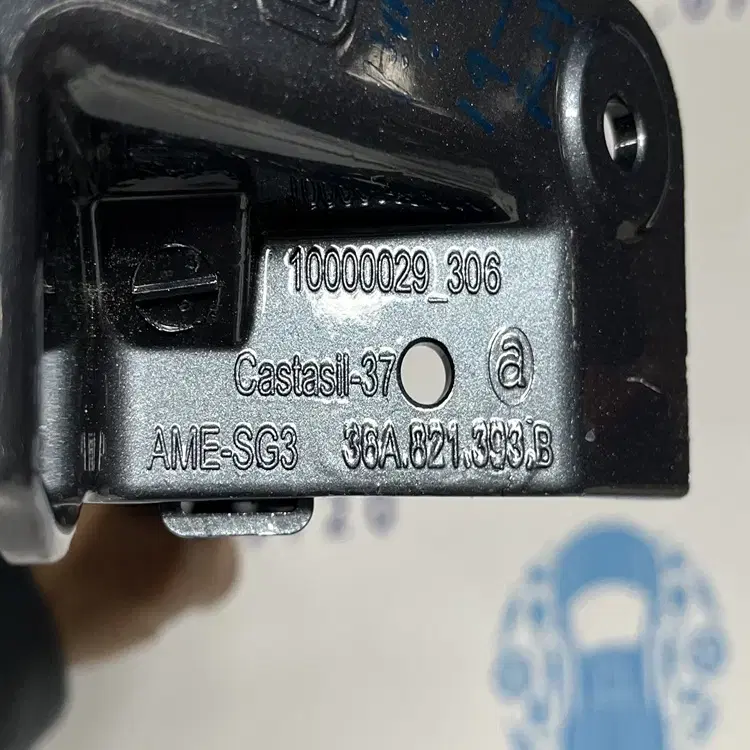 10000029_306
Castasil-37
a
AME-SG3 36A.821.393.B